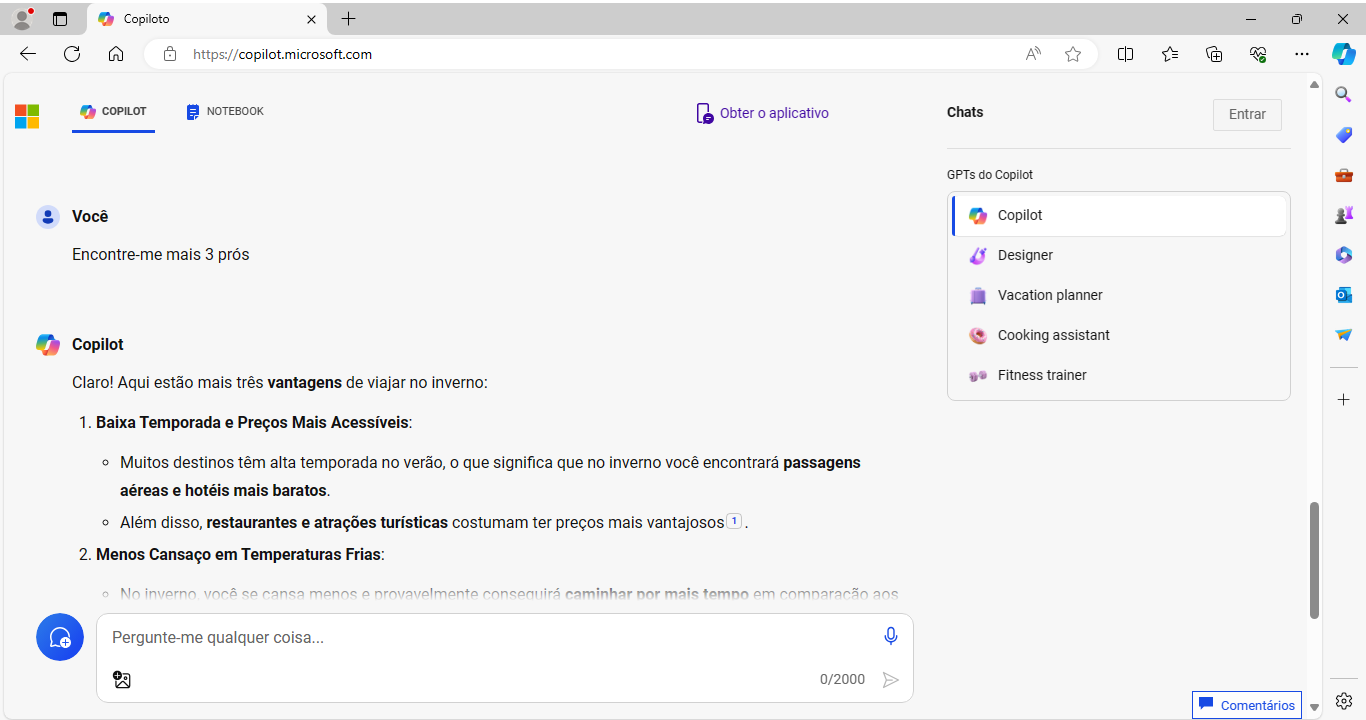 Copiloto
https://copilot.microsoft.com
COPILOT
NOTEBOOK
Obter o aplicativo
Chats
Entrar
GPTs do Copilot
Copilot
Designer
Vacation planner
Cooking assistant
Fitness trainer
Você
Encontre-me mais 3 prós
Copilot
Claro! Aqui estão mais três vantagens de viajar no inverno:
1. Baixa Temporada e Preços Mais Acessíveis:
Muitos destinos têm alta temporada no verão, o que significa que no inverno você encontrará passagens
aéreas e hotéis mais baratos.
Além disso, restaurantes e atrações turísticas costumam ter preços mais vantajosos 1 .
2. Menos Cansaço em Temperaturas Frias:
No inverno, você se cansa menos e provavelmente conseguirá caminhar por mais tempo em comparação aos
Pergunte-me qualquer coisa...
0/2000
Comentários